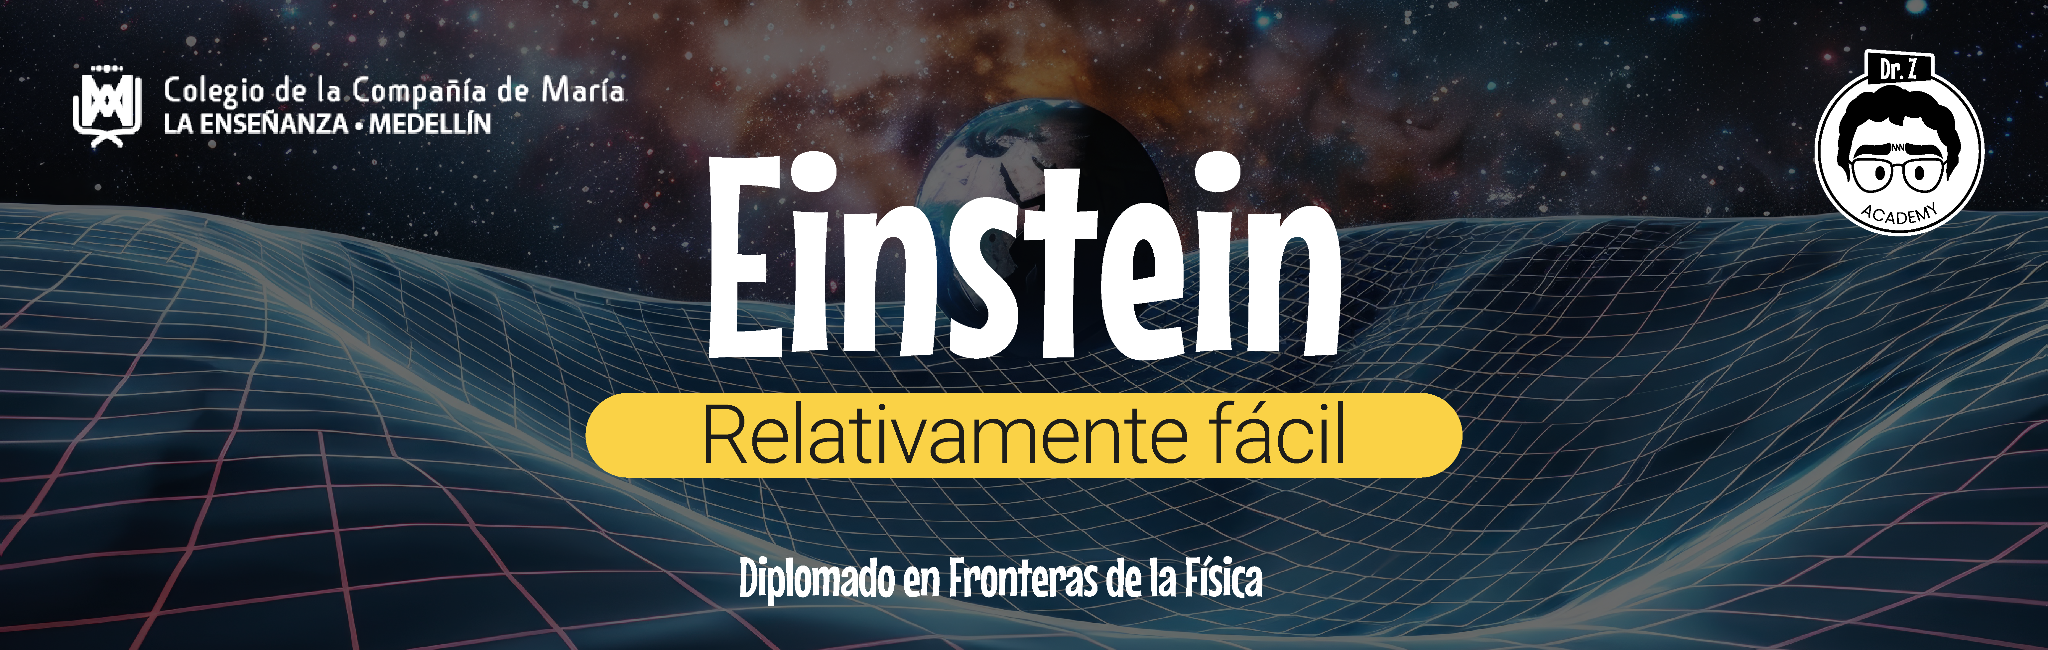 Colegio de la Compañía de María
LA ENSEÑANZA • MEDELLÍN
Dr. Z
ACADEMY
Einstein
Relativamente fácil
Diplomado en Fronteras de la Física